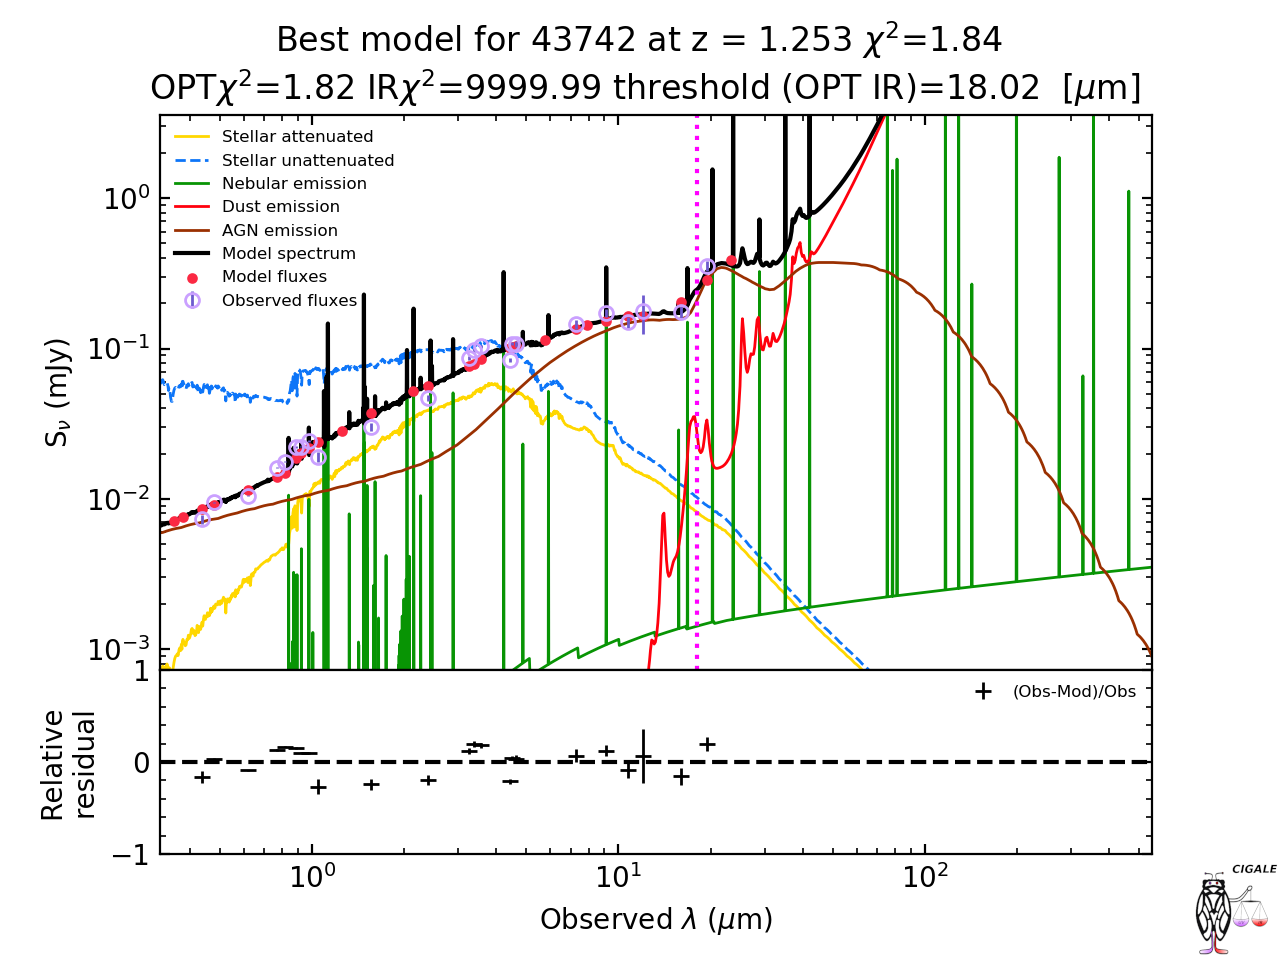 Best model for 43742 at z = 1.253 χ²=1.84
OPTχ²=1.82 IRχ²=9999.99 threshold (OPT IR)=18.02  [μm]
Stellar attenuated
Stellar unattenuated
Nebular emission
Dust emission
AGN emission
Model spectrum
Model fluxes
Observed fluxes
S_ν (mJy)
10⁰
10⁻¹
10⁻²
10⁻³
(Obs-Mod)/Obs
Relative
residual
1
0
−1
10⁰ 10¹ 10²
Observed λ (μm)
CIGALE